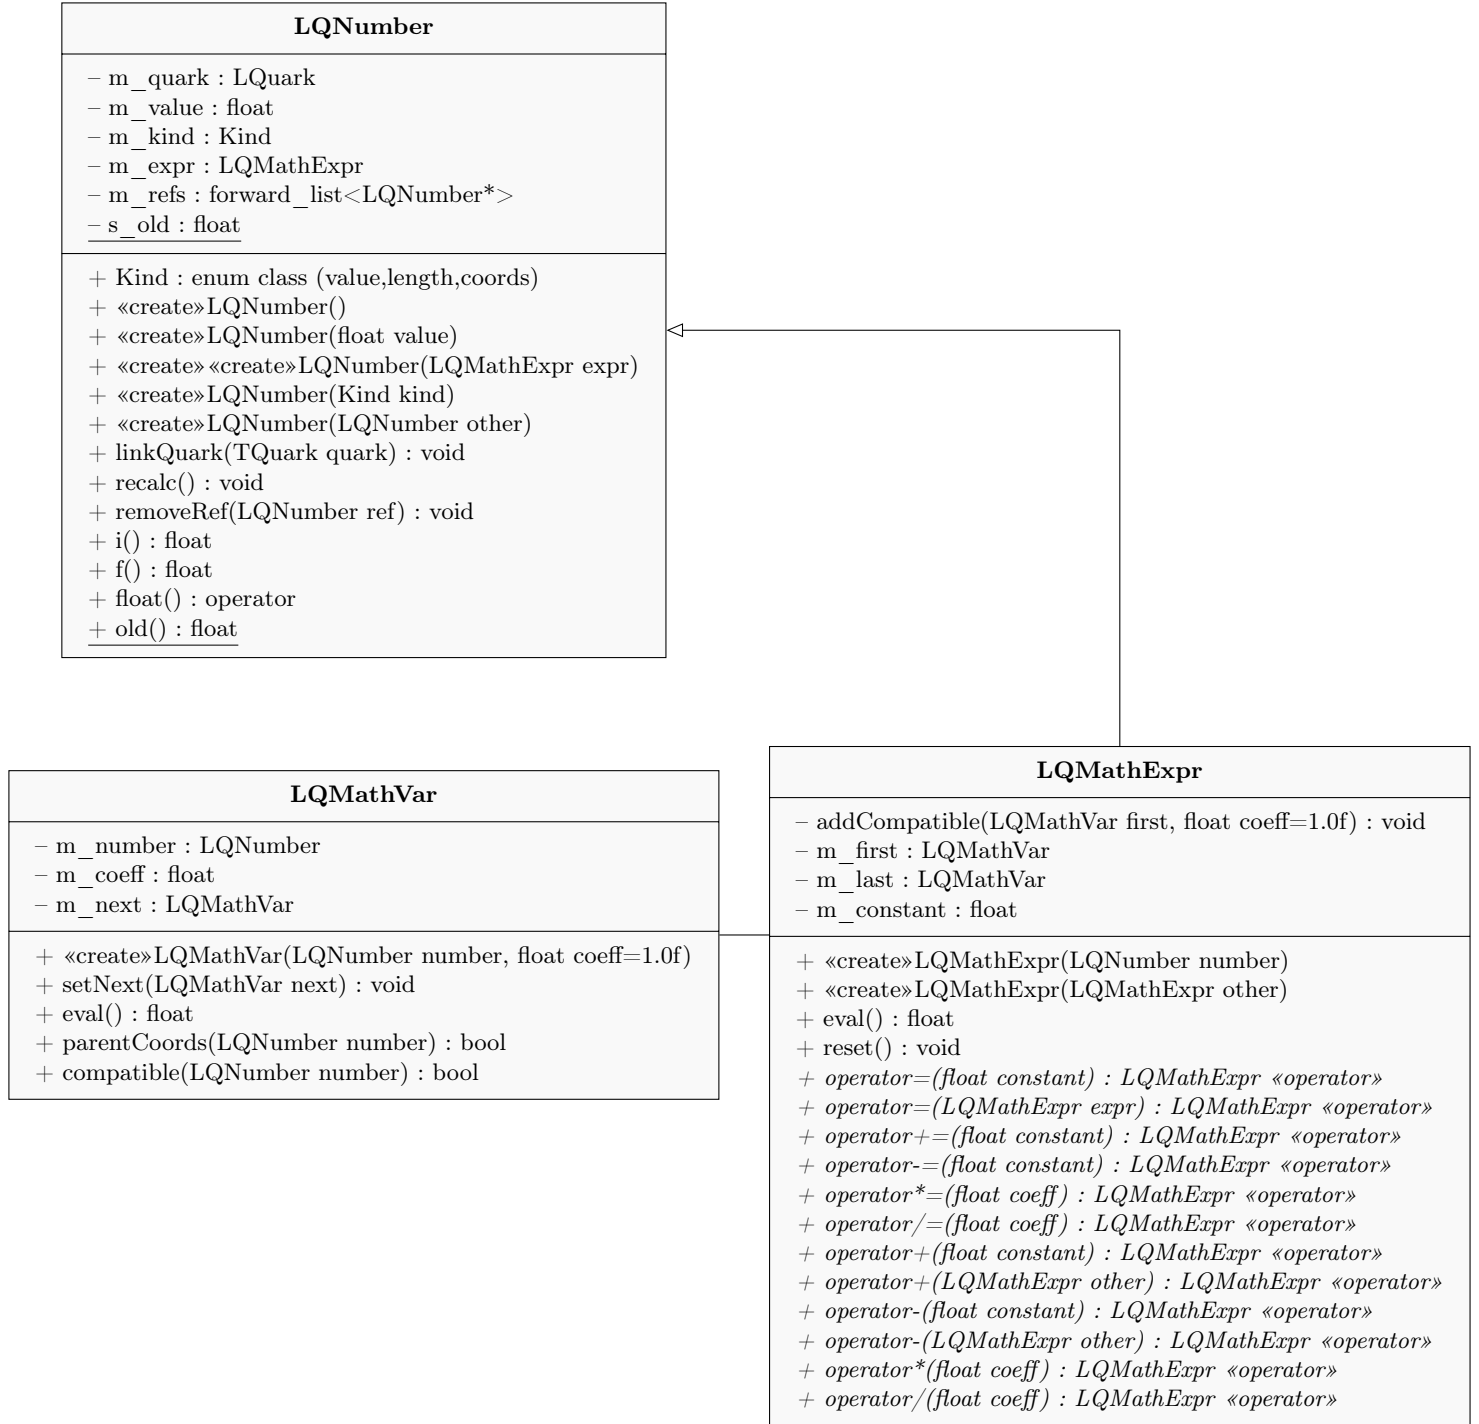 LQNumber
– m_quark : LQuark
– m_value : float
– m_kind : Kind
– m_expr : LQMathExpr
– m_refs : forward_list<LQNumber*>
– s_old : float
+ Kind : enum class (value,length,coords)
+ «create»LQNumber()
+ «create»LQNumber(float value)
+ «create»«create»LQNumber(LQMathExpr expr)
+ «create»LQNumber(Kind kind)
+ «create»LQNumber(LQNumber other)
+ linkQuark(TQuark quark) : void
+ recalc() : void
+ removeRef(LQNumber ref) : void
+ i() : float
+ f() : float
+ float() : operator
+ old() : float
LQMathVar
– m_number : LQNumber
– m_coeff : float
– m_next : LQMathVar
+ «create»LQMathVar(LQNumber number, float coeff=1.0f)
+ setNext(LQMathVar next) : void
+ eval() : float
+ parentCoords(LQNumber number) : bool
+ compatible(LQNumber number) : bool
LQMathExpr
– addCompatible(LQMathVar first, float coeff=1.0f) : void
– m_first : LQMathVar
– m_last : LQMathVar
– m_constant : float
+ «create»LQMathExpr(LQNumber number)
+ «create»LQMathExpr(LQMathExpr other)
+ eval() : float
+ reset() : void
+ operator=(float constant) : LQMathExpr «operator»
+ operator=(LQMathExpr expr) : LQMathExpr «operator»
+ operator+=(float constant) : LQMathExpr «operator»
+ operator-=(float constant) : LQMathExpr «operator»
+ operator*=(float coeff) : LQMathExpr «operator»
+ operator/=(float coeff) : LQMathExpr «operator»
+ operator+(float constant) : LQMathExpr «operator»
+ operator+(LQMathExpr other) : LQMathExpr «operator»
+ operator-(float constant) : LQMathExpr «operator»
+ operator-(LQMathExpr other) : LQMathExpr «operator»
+ operator*(float coeff) : LQMathExpr «operator»
+ operator/(float coeff) : LQMathExpr «operator»